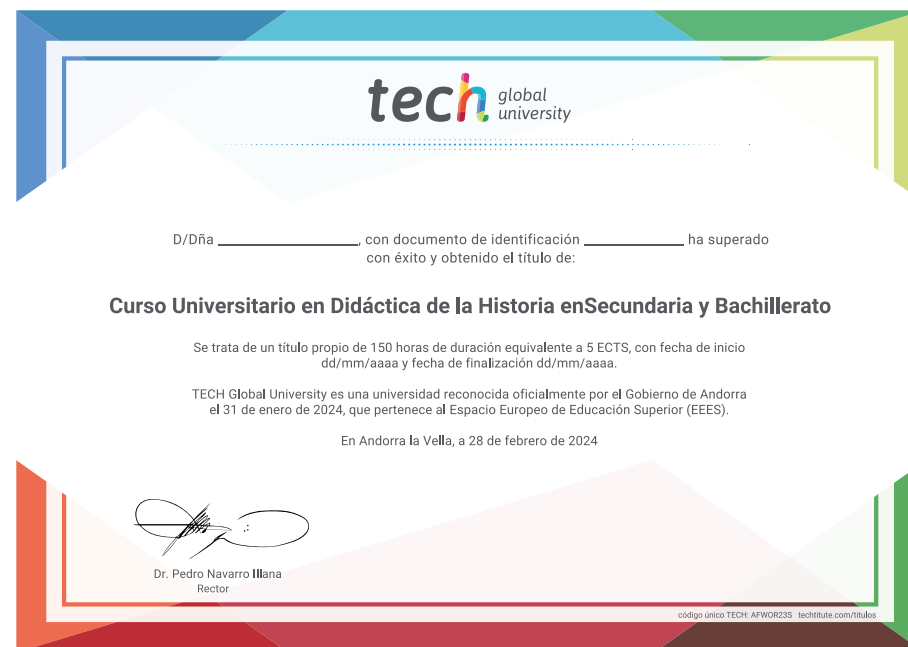 tech global university
D/Dña ______________, con documento de identificación __________ ha superado
con éxito y obtenido el título de:
Curso Universitario en Didáctica de la Historia enSecundaria y Bachillerato
Se trata de un título propio de 150 horas de duración equivalente a 5 ECTS, con fecha de inicio
dd/mm/aaaa y fecha de finalización dd/mm/aaaa.
TECH Global University es una universidad reconocida oficialmente por el Gobierno de Andorra
el 31 de enero de 2024, que pertenece al Espacio Europeo de Educación Superior (EEES).
En Andorra la Vella, a 28 de febrero de 2024
Dr. Pedro Navarro Illana
Rector
código único TECH: AFWOR23S techtitute.com/titulos